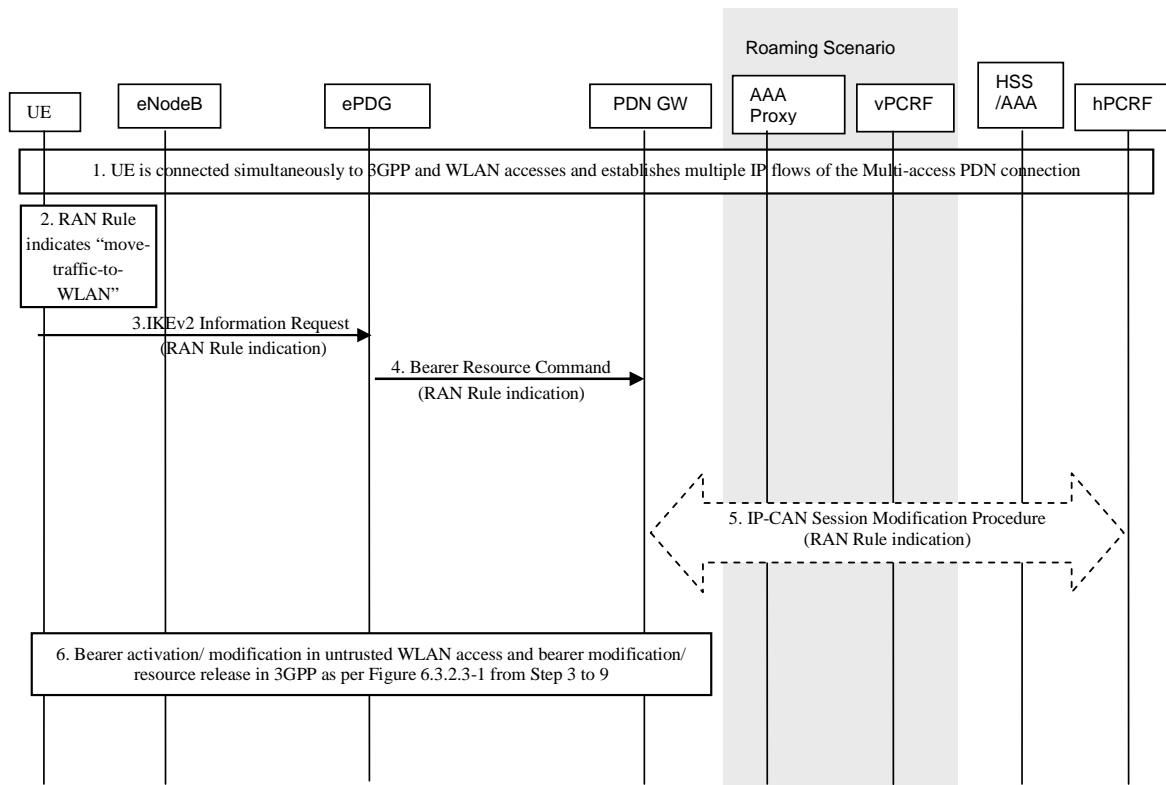 Roaming Scenario
UE
eNodeB
ePDG
PDN GW
AAA
Proxy
vPCRF
HSS
/AAA
hPCRF
1. UE is connected simultaneously to 3GPP and WLAN accesses and establishes multiple IP flows of the Multi-access PDN connection
2. RAN Rule
indicates “move-
traffic-to-
WLAN”
3.IKEv2 Information Request
(RAN Rule indication)
4. Bearer Resource Command
(RAN Rule indication)
5. IP-CAN Session Modification Procedure
(RAN Rule indication)
6. Bearer activation/ modification in untrusted WLAN access and bearer modification/
resource release in 3GPP as per Figure 6.3.2.3-1 from Step 3 to 9